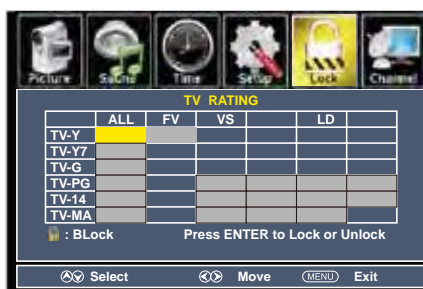 Picture Sound Time Setup Lock Channel
TV RATING
ALL FV VS LD
TV-Y
TV-Y7
TV-G
TV-PG
TV-14
TV-MA
: BLock Press ENTER to Lock or Unlock
Select Move MENU Exit